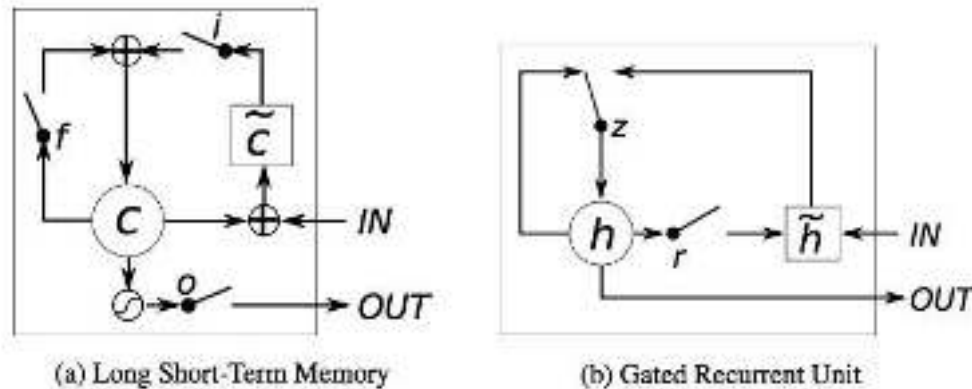 i
f
c̃
c
IN
o
OUT
(a) Long Short-Term Memory
z
h
r
h̃
IN
OUT
(b) Gated Recurrent Unit